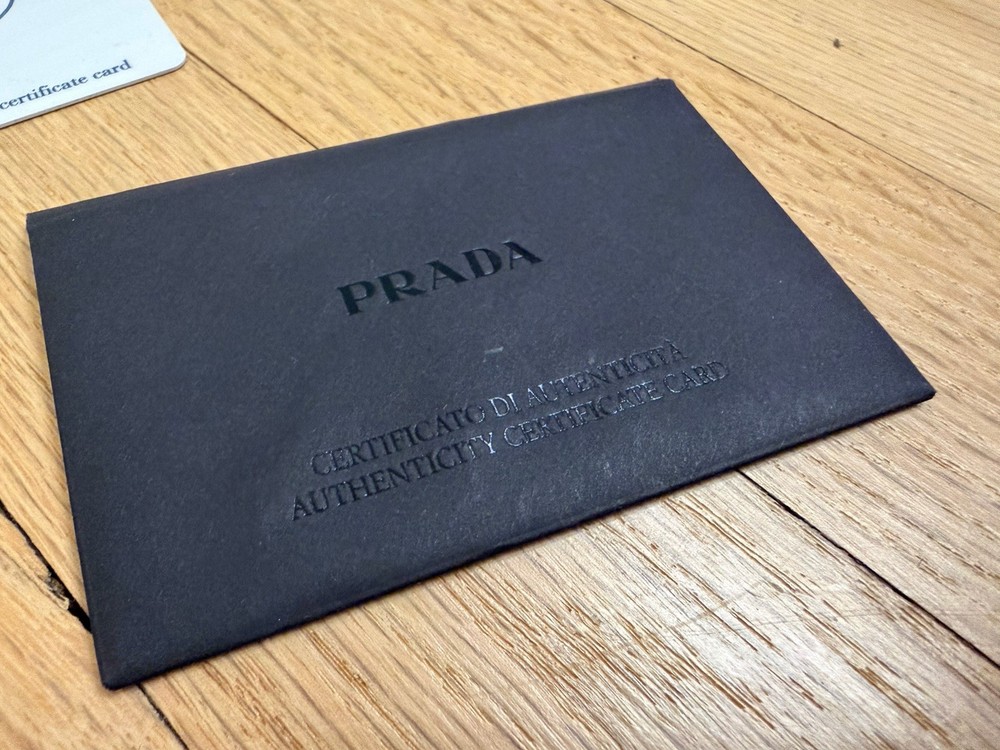 certificate card
PRADA
CERTIFICATO DI AUTENTICITÀ
AUTHENTICITY CERTIFICATE CARD